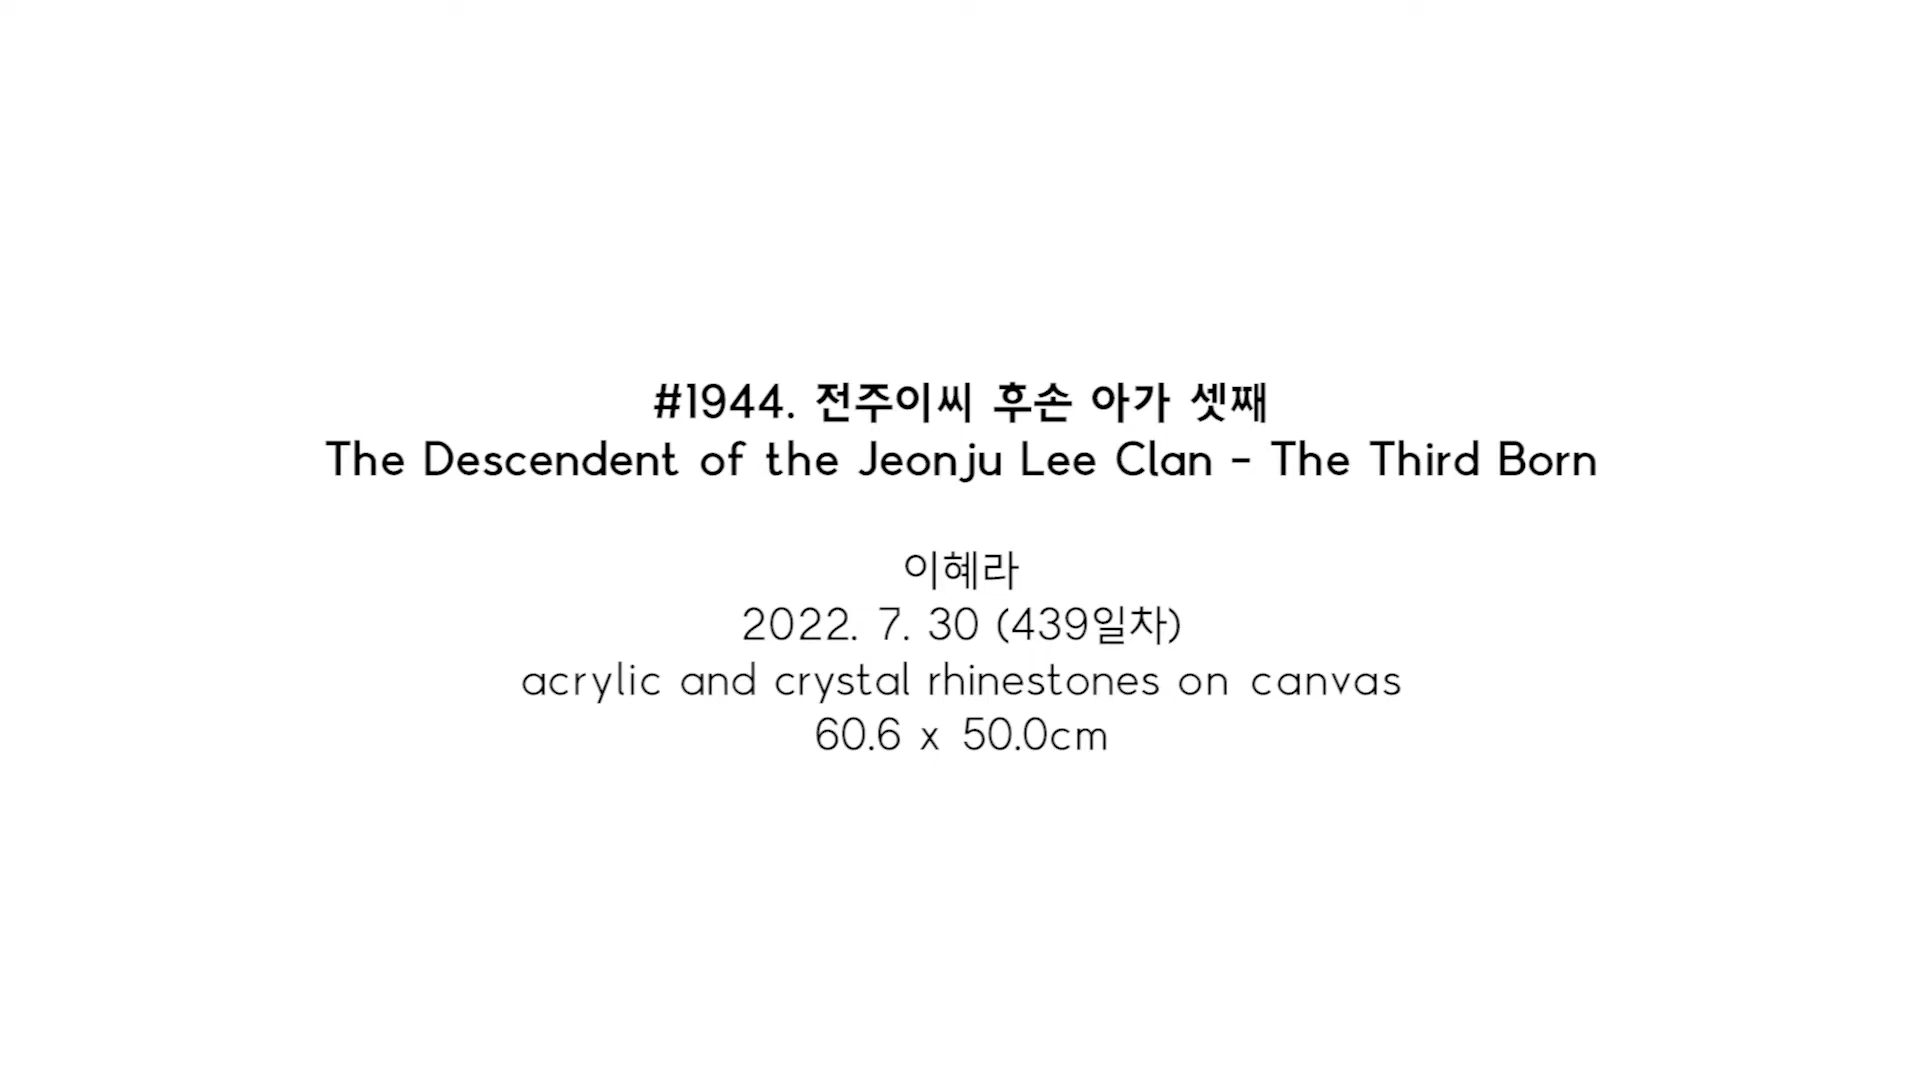 #1944. 전주이씨 후손 아가 셋째
The Descendent of the Jeonju Lee Clan - The Third Born
이혜라
2022. 7. 30 (439일차)
acrylic and crystal rhinestones on canvas
60.6 x 50.0cm